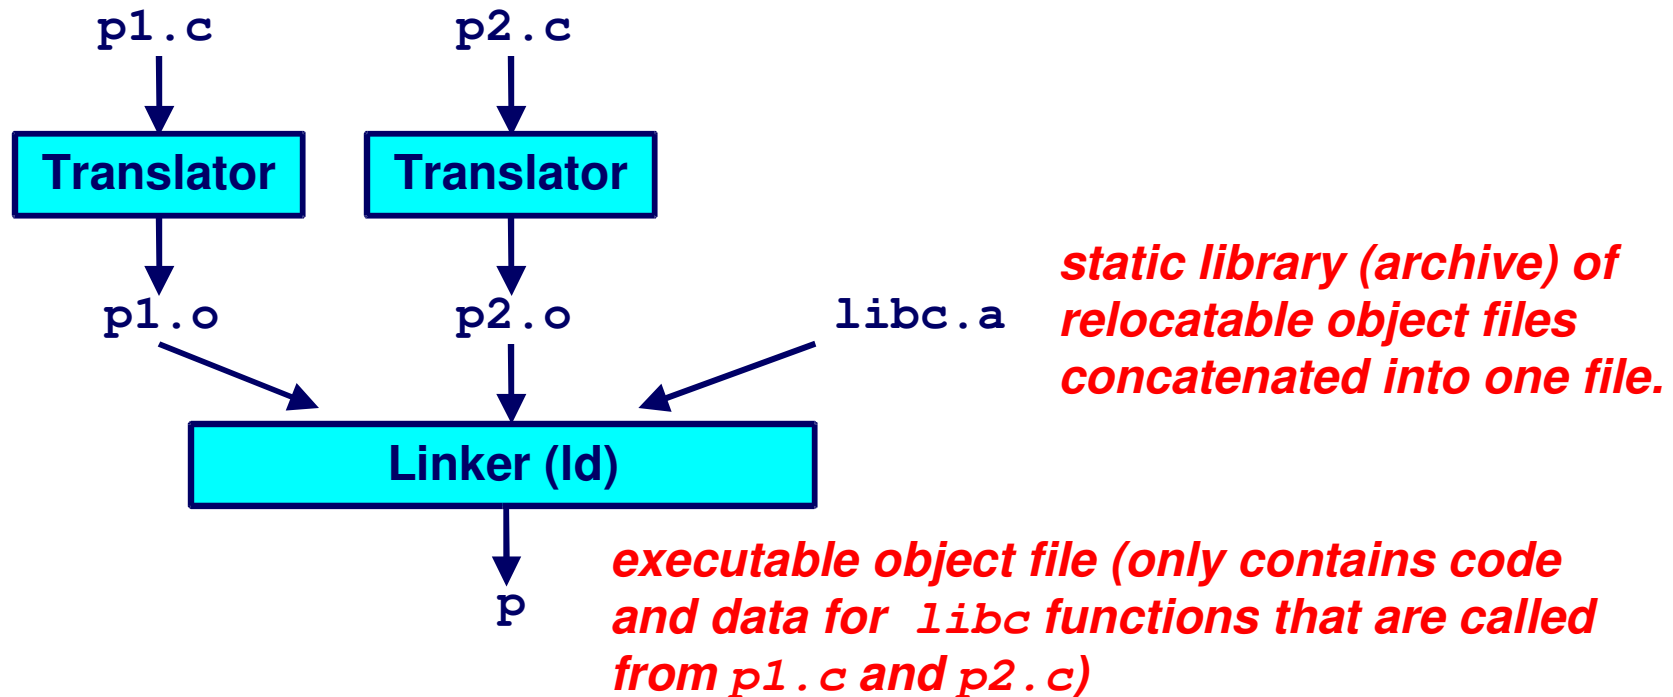 p1.c
p2.c
Translator
Translator
p1.o
p2.o
libc.a
static library (archive) of
relocatable object files
concatenated into one file.
Linker (ld)
p
executable object file (only contains code
and data for libc functions that are called
from p1.c and p2.c)